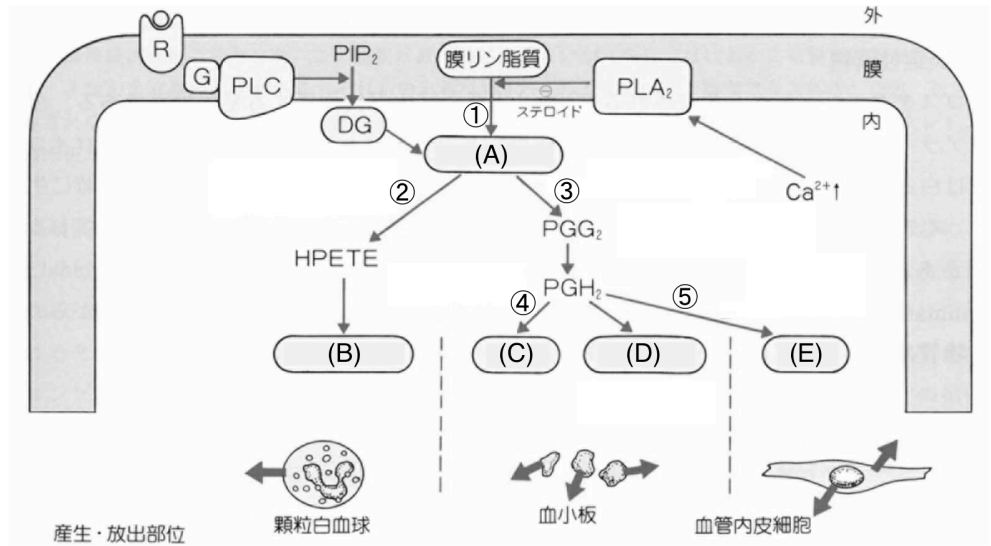 外
膜
内
R
G
PLC
PIP₂
DG
膜リン脂質
⊖
ステロイド
PLA₂
Ca²⁺↑
①
(A)
②
③
HPETE
PGG₂
PGH₂
④
⑤
(B)
(C)
(D)
(E)
顆粒白血球
血小板
血管内皮細胞
産生・放出部位